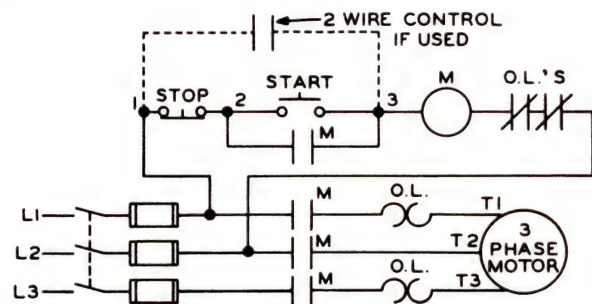 2 WIRE CONTROL
IF USED
START
M
O.L.'S
1 STOP 2 3
M
M O.L. T1
L1
3
PHASE
MOTOR
L2 M T2
L3 M O.L. T3